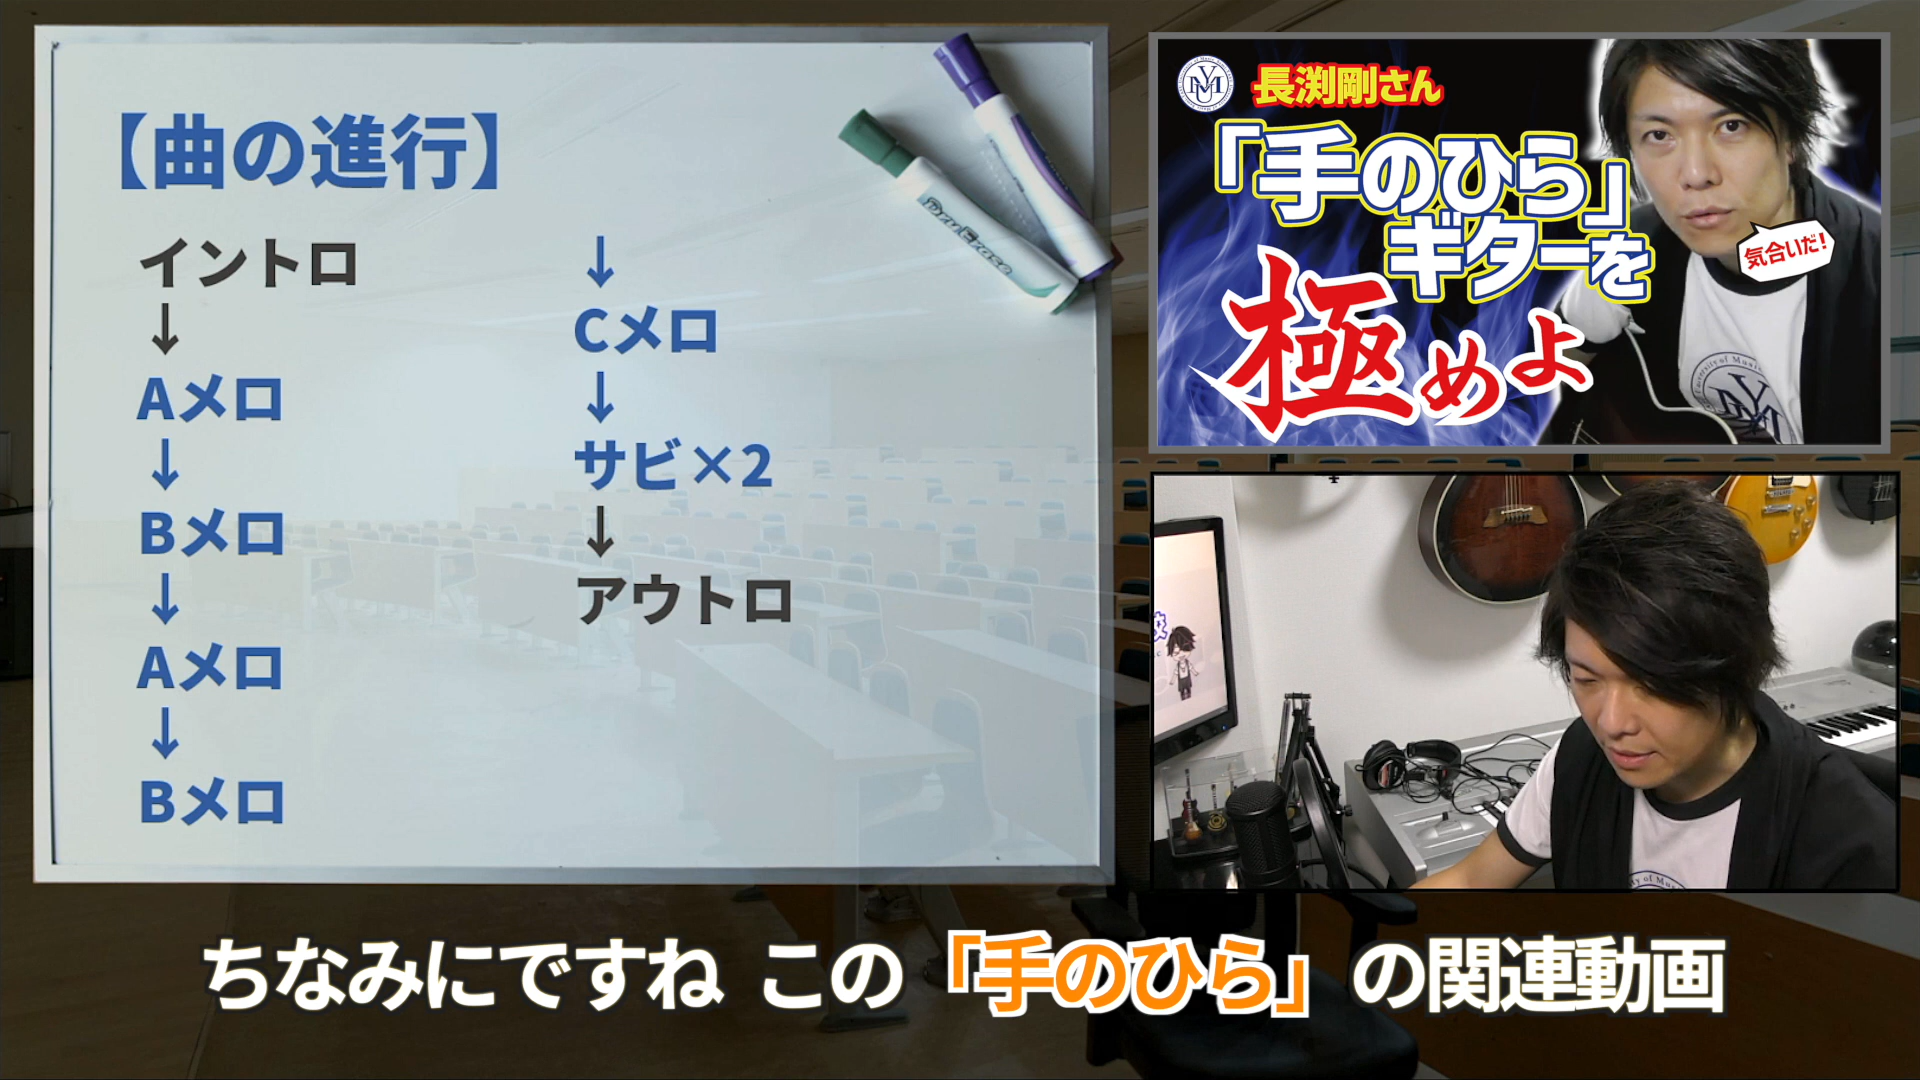 【曲の進行】
イントロ
↓
Aメロ
↓
Bメロ
↓
Aメロ
↓
Bメロ
↓
Cメロ
↓
サビ×2
↓
アウトロ
DryErase
長渕剛さん
「手のひら」
ギターを
極めよ
気合いだ!
ちなみにですね この「手のひら」の関連動画